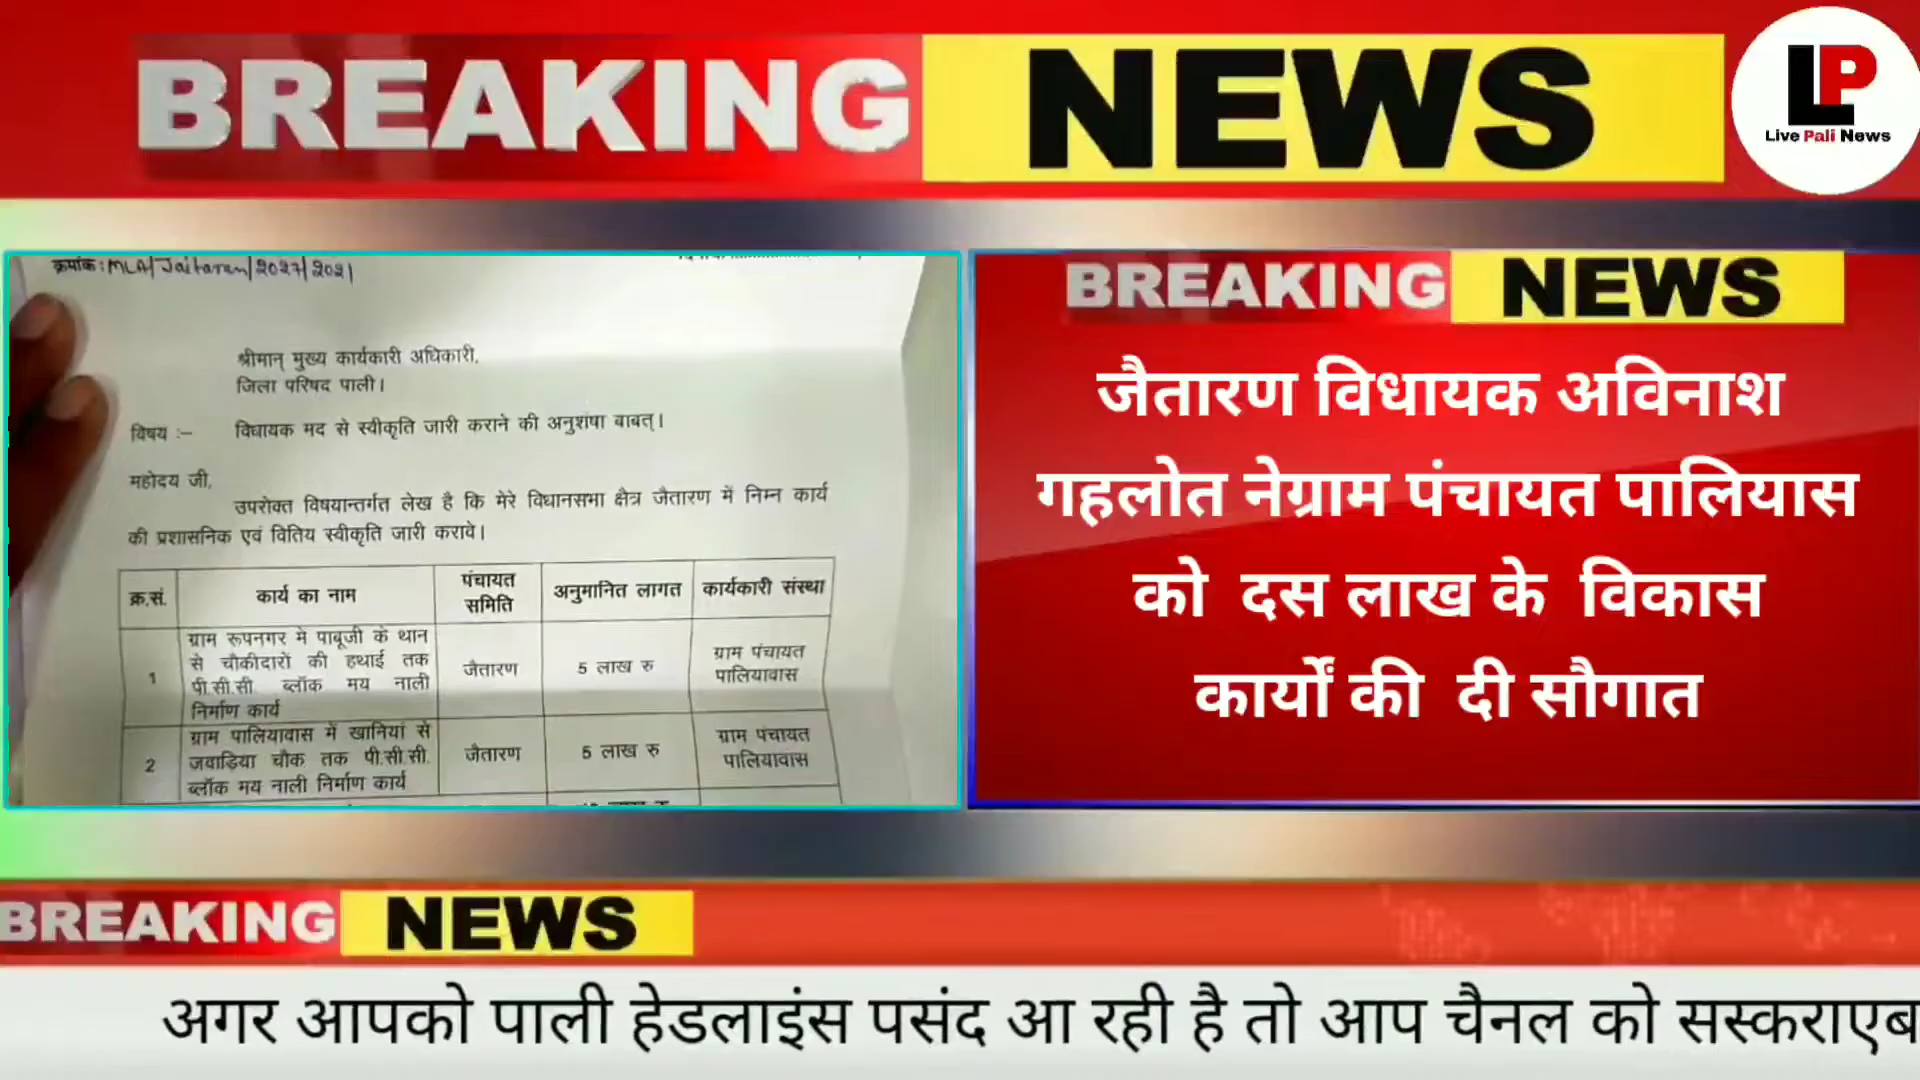 BREAKING NEWS
LP
Live Pali News
क्रमांक : MLA/Jaitaran/2027/2021
श्रीमान् मुख्य कार्यकारी अधिकारी,
जिला परिषद पाली।
विषय :– विधायक मद से स्वीकृति जारी कराने की अनुशंषा बाबत्।
महोदय जी,
उपरोक्त विषयान्तर्गत लेख है कि मेरे विधानसभा क्षैत्र जैतारण में निम्न कार्य
की प्रशासनिक एवं वितिय स्वीकृति जारी करावे।
क्र.सं. कार्य का नाम पंचायत समिति अनुमानित लागत कार्यकारी संस्था
1 ग्राम रूपनगर मे पाबूजी के थान
से चौकीदारों की हथाई तक
पी.सी.सी. ब्लॉक मय नाली
निर्माण कार्य
जैतारण 5 लाख रु ग्राम पंचायत
पालियावास
2 ग्राम पालियावास में खानियां से
जवाड़िया चौक तक पी.सी.सी.
ब्लॉक मय नाली निर्माण कार्य
जैतारण 5 लाख रु ग्राम पंचायत
पालियावास
BREAKING NEWS
जैतारण विधायक अविनाश
गहलोत नेग्राम पंचायत पालियास
को दस लाख के विकास
कार्यों की दी सौगात
BREAKING NEWS
अगर आपको पाली हेडलाइंस पसंद आ रही है तो आप चैनल को सस्कराएब